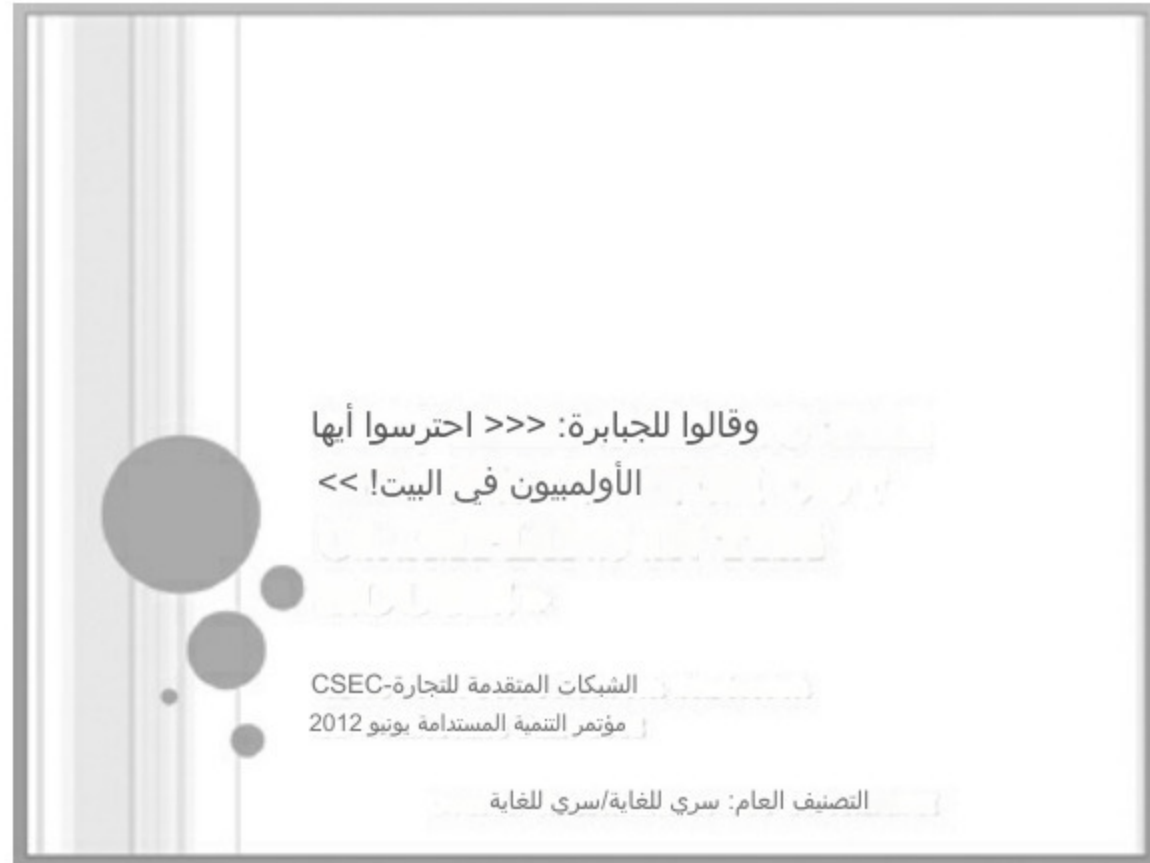 وقالوا للجبابرة: <<< احترسوا أيها
الأولمبيون في البيت! >>
الشبكات المتقدمة للتجارة-CSEC
مؤتمر التنمية المستدامة يونيو 2012
التصنيف العام: سري للغاية/سري للغاية